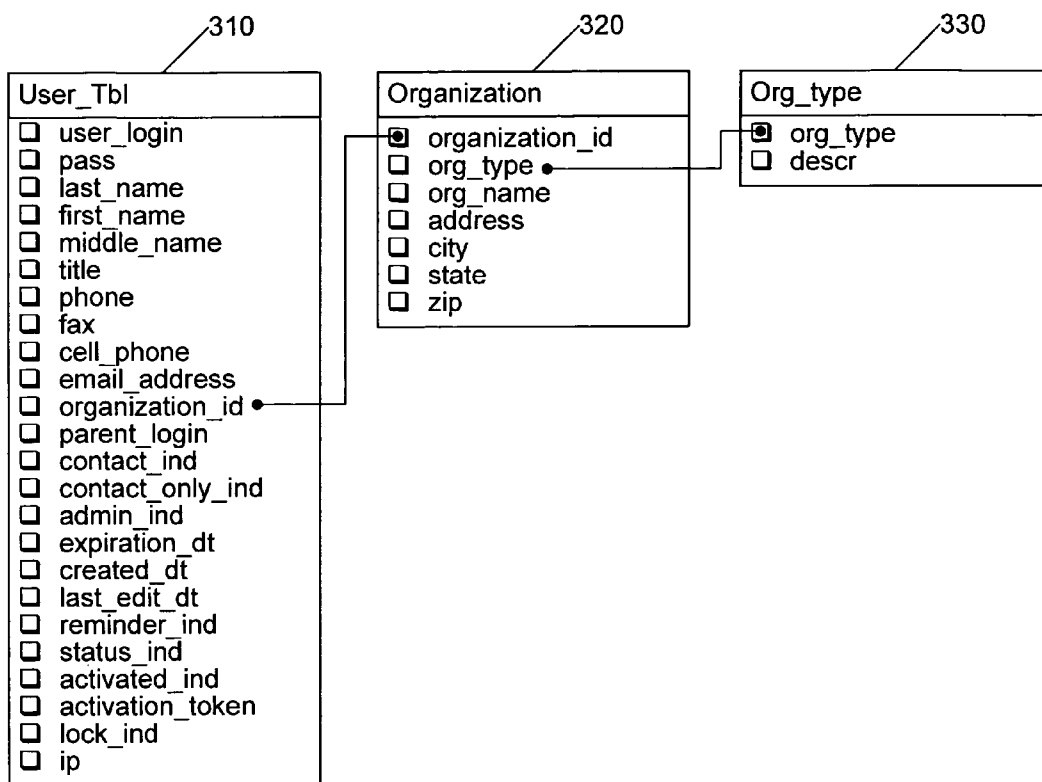 310
320
330
User_Tbl
user_login
pass
last_name
first_name
middle_name
title
phone
fax
cell_phone
email_address
organization_id
parent_login
contact_ind
contact_only_ind
admin_ind
expiration_dt
created_dt
last_edit_dt
reminder_ind
status_ind
activated_ind
activation_token
lock_ind
ip
Organization
organization_id
org_type
org_name
address
city
state
zip
Org_type
org_type
descr